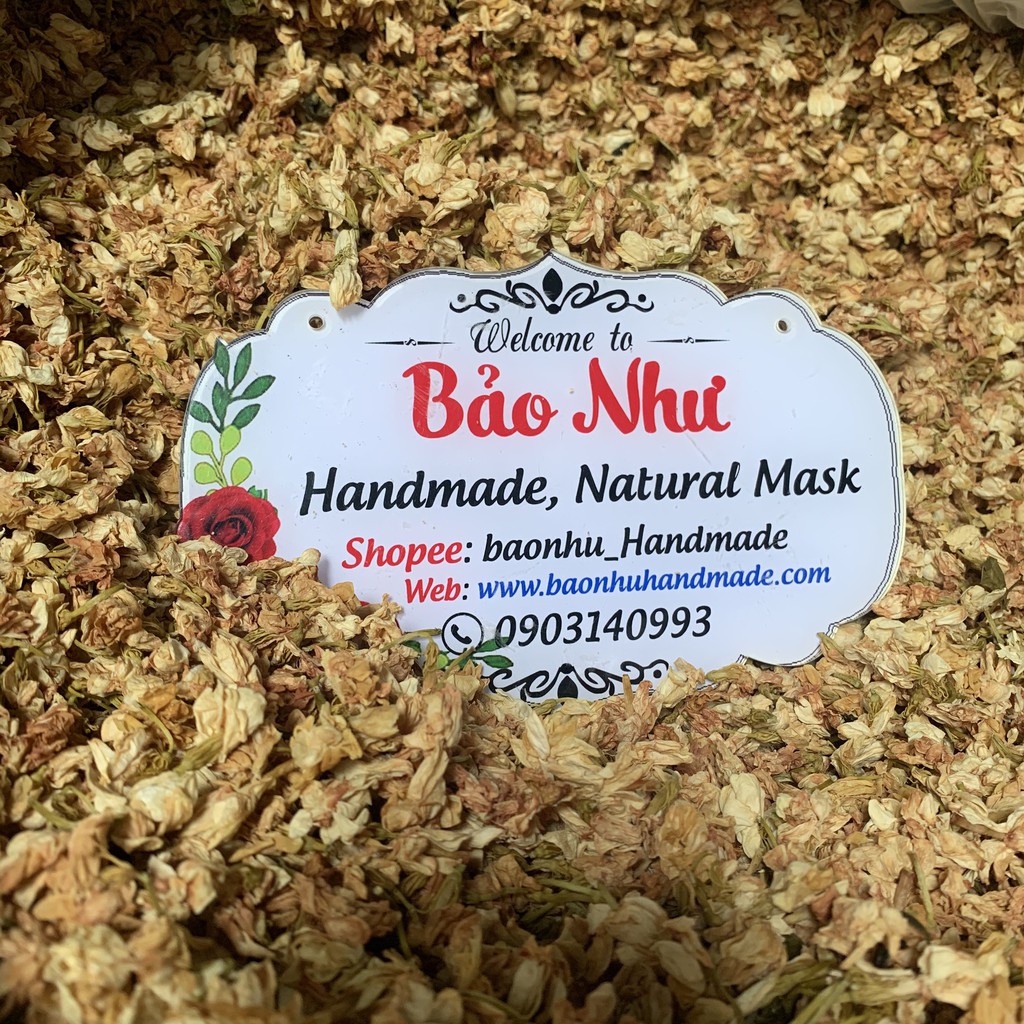 Welcome to
Bảo Như
Handmade, Natural Mask
Shopee: baonhu_Handmade
Web: www.baonhuhandmade.com
0903140993